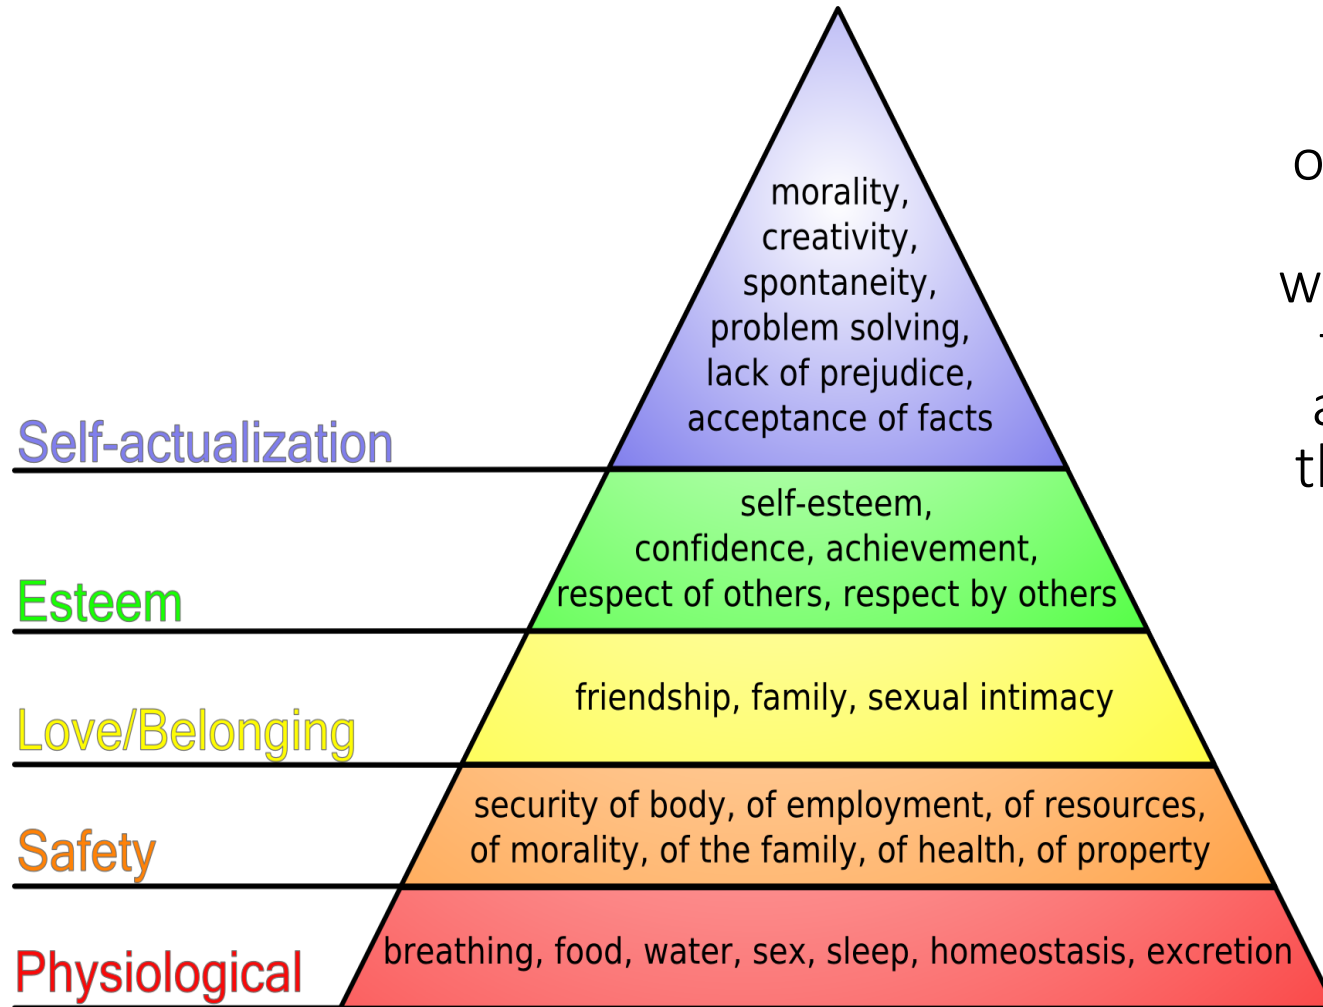 morality,
creativity,
spontaneity,
problem solving,
lack of prejudice,
acceptance of facts
Self-actualization
self-esteem,
confidence, achievement,
respect of others, respect by others
Esteem
friendship, family, sexual intimacy
Love/Belonging
security of body, of employment, of resources,
of morality, of the family, of health, of property
Safety
breathing, food, water, sex, sleep, homeostasis, excretion
Physiological